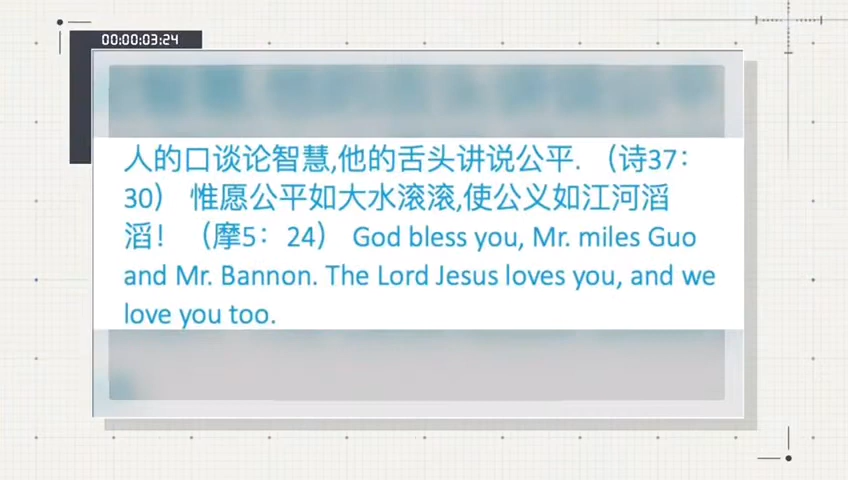 00:00:03:24
人的口谈论智慧,他的舌头讲说公平. （诗37：
30） 惟愿公平如大水滚滚,使公义如江河滔
滔！（摩5：24） God bless you, Mr. miles Guo
and Mr. Bannon. The Lord Jesus loves you, and we
love you too.